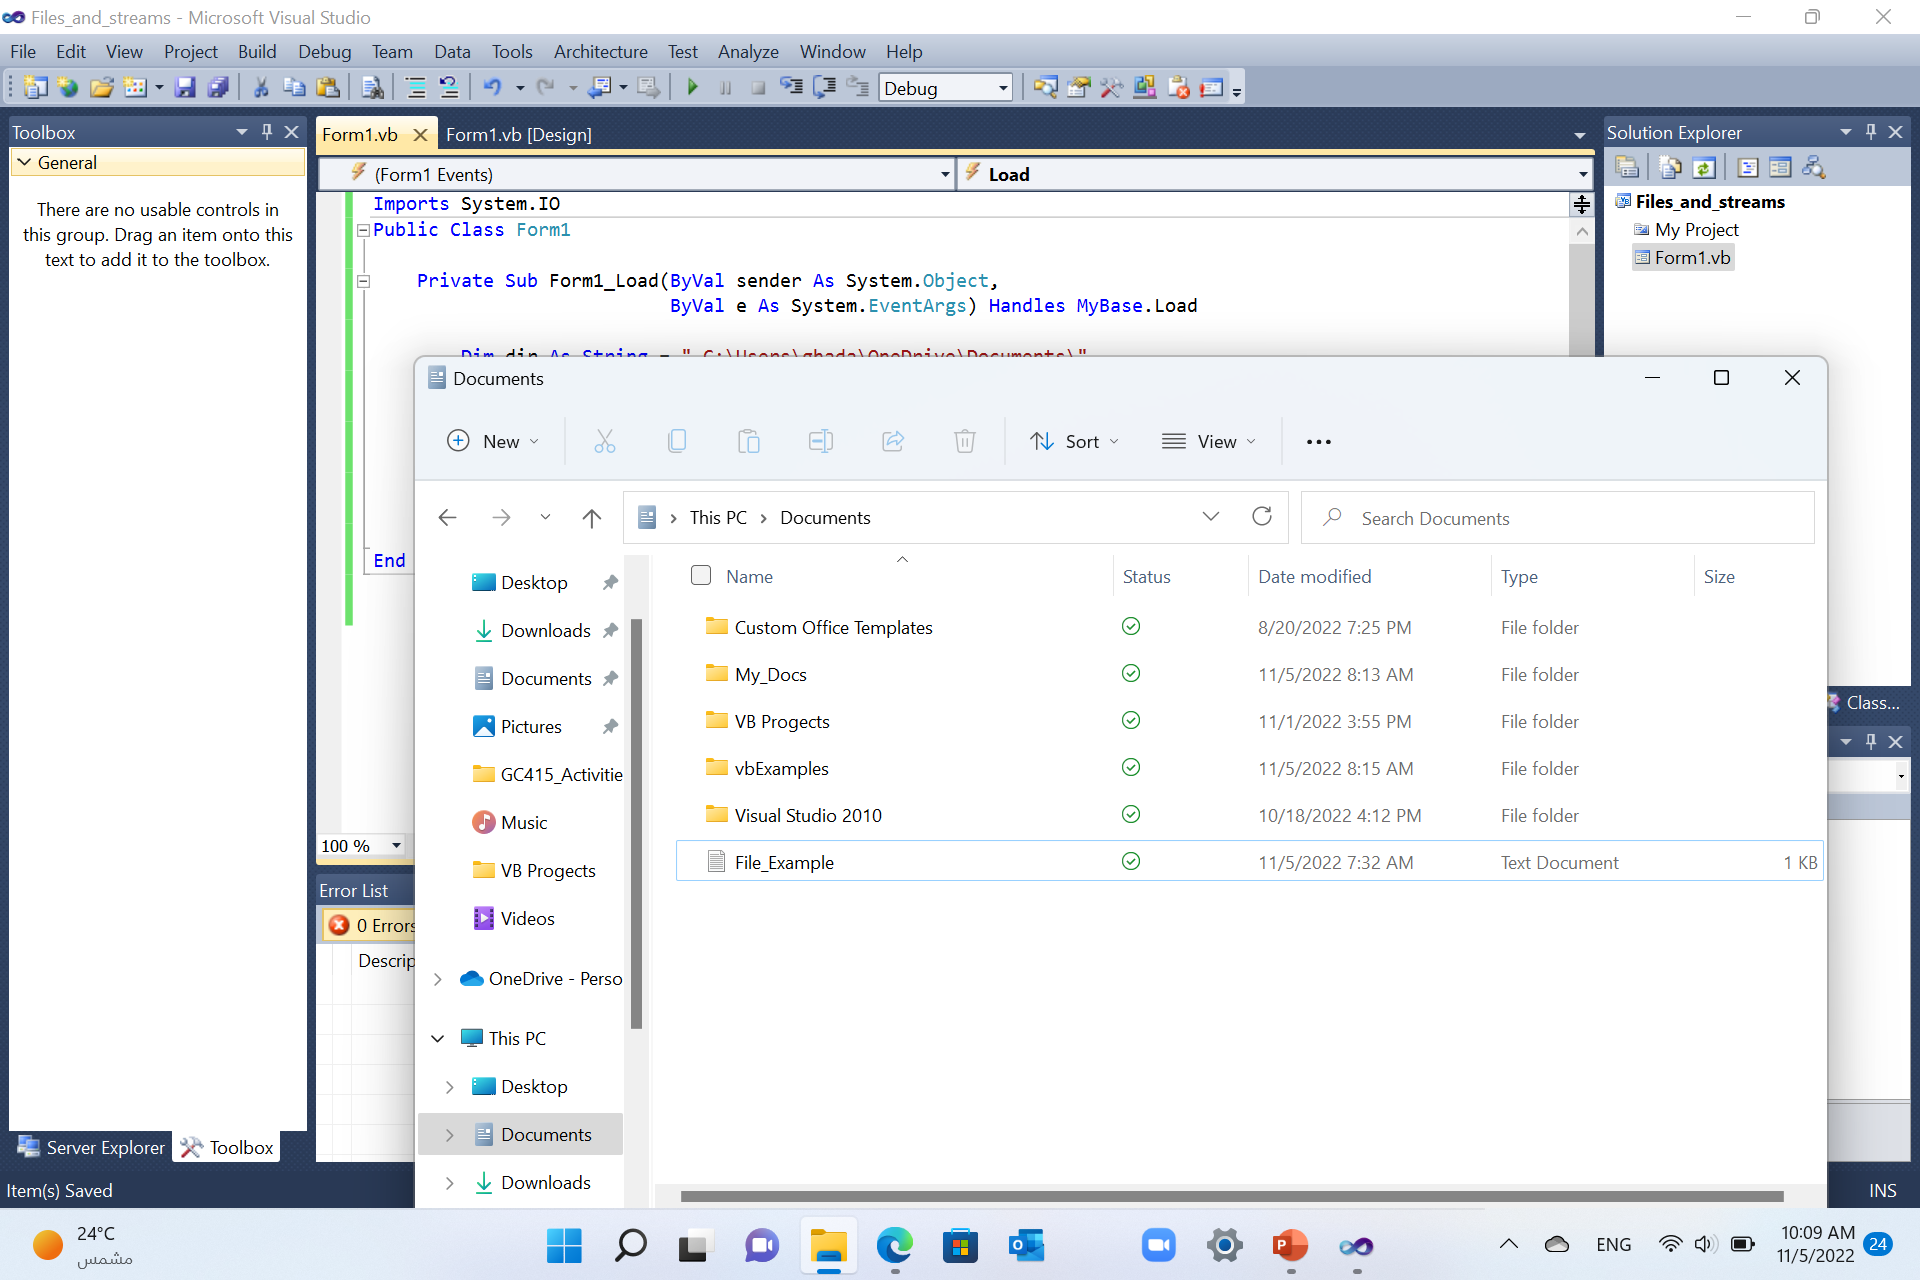 Files_and_streams - Microsoft Visual Studio
File Edit View Project Build Debug Team Data Tools Architecture Test Analyze Window Help
Debug
Toolbox
General
There are no usable controls in
this group. Drag an item onto this
text to add it to the toolbox.
Server Explorer
Toolbox
Form1.vb
Form1.vb [Design]
(Form1 Events)
Load
Imports System.IO
Public Class Form1
Private Sub Form1_Load(ByVal sender As System.Object,
ByVal e As System.EventArgs) Handles MyBase.Load
Dim dir As String = " C:\Users\ghada\OneDrive\Documents\"
End
100 %
Error List
0 Errors
Descrip
Solution Explorer
Files_and_streams
My Project
Form1.vb
Class...
Documents
New
Sort
View
This PC
Documents
Search Documents
Desktop
Downloads
Documents
Pictures
GC415_Activitie
Music
VB Progects
Videos
OneDrive - Perso
This PC
Desktop
Documents
Downloads
Name Status Date modified Type Size
Custom Office Templates 8/20/2022 7:25 PM File folder
My_Docs 11/5/2022 8:13 AM File folder
VB Progects 11/1/2022 3:55 PM File folder
vbExamples 11/5/2022 8:15 AM File folder
Visual Studio 2010 10/18/2022 4:12 PM File folder
File_Example 11/5/2022 7:32 AM Text Document 1 KB
Item(s) Saved
INS
24°C
مشمس
ENG
10:09 AM
11/5/2022
24